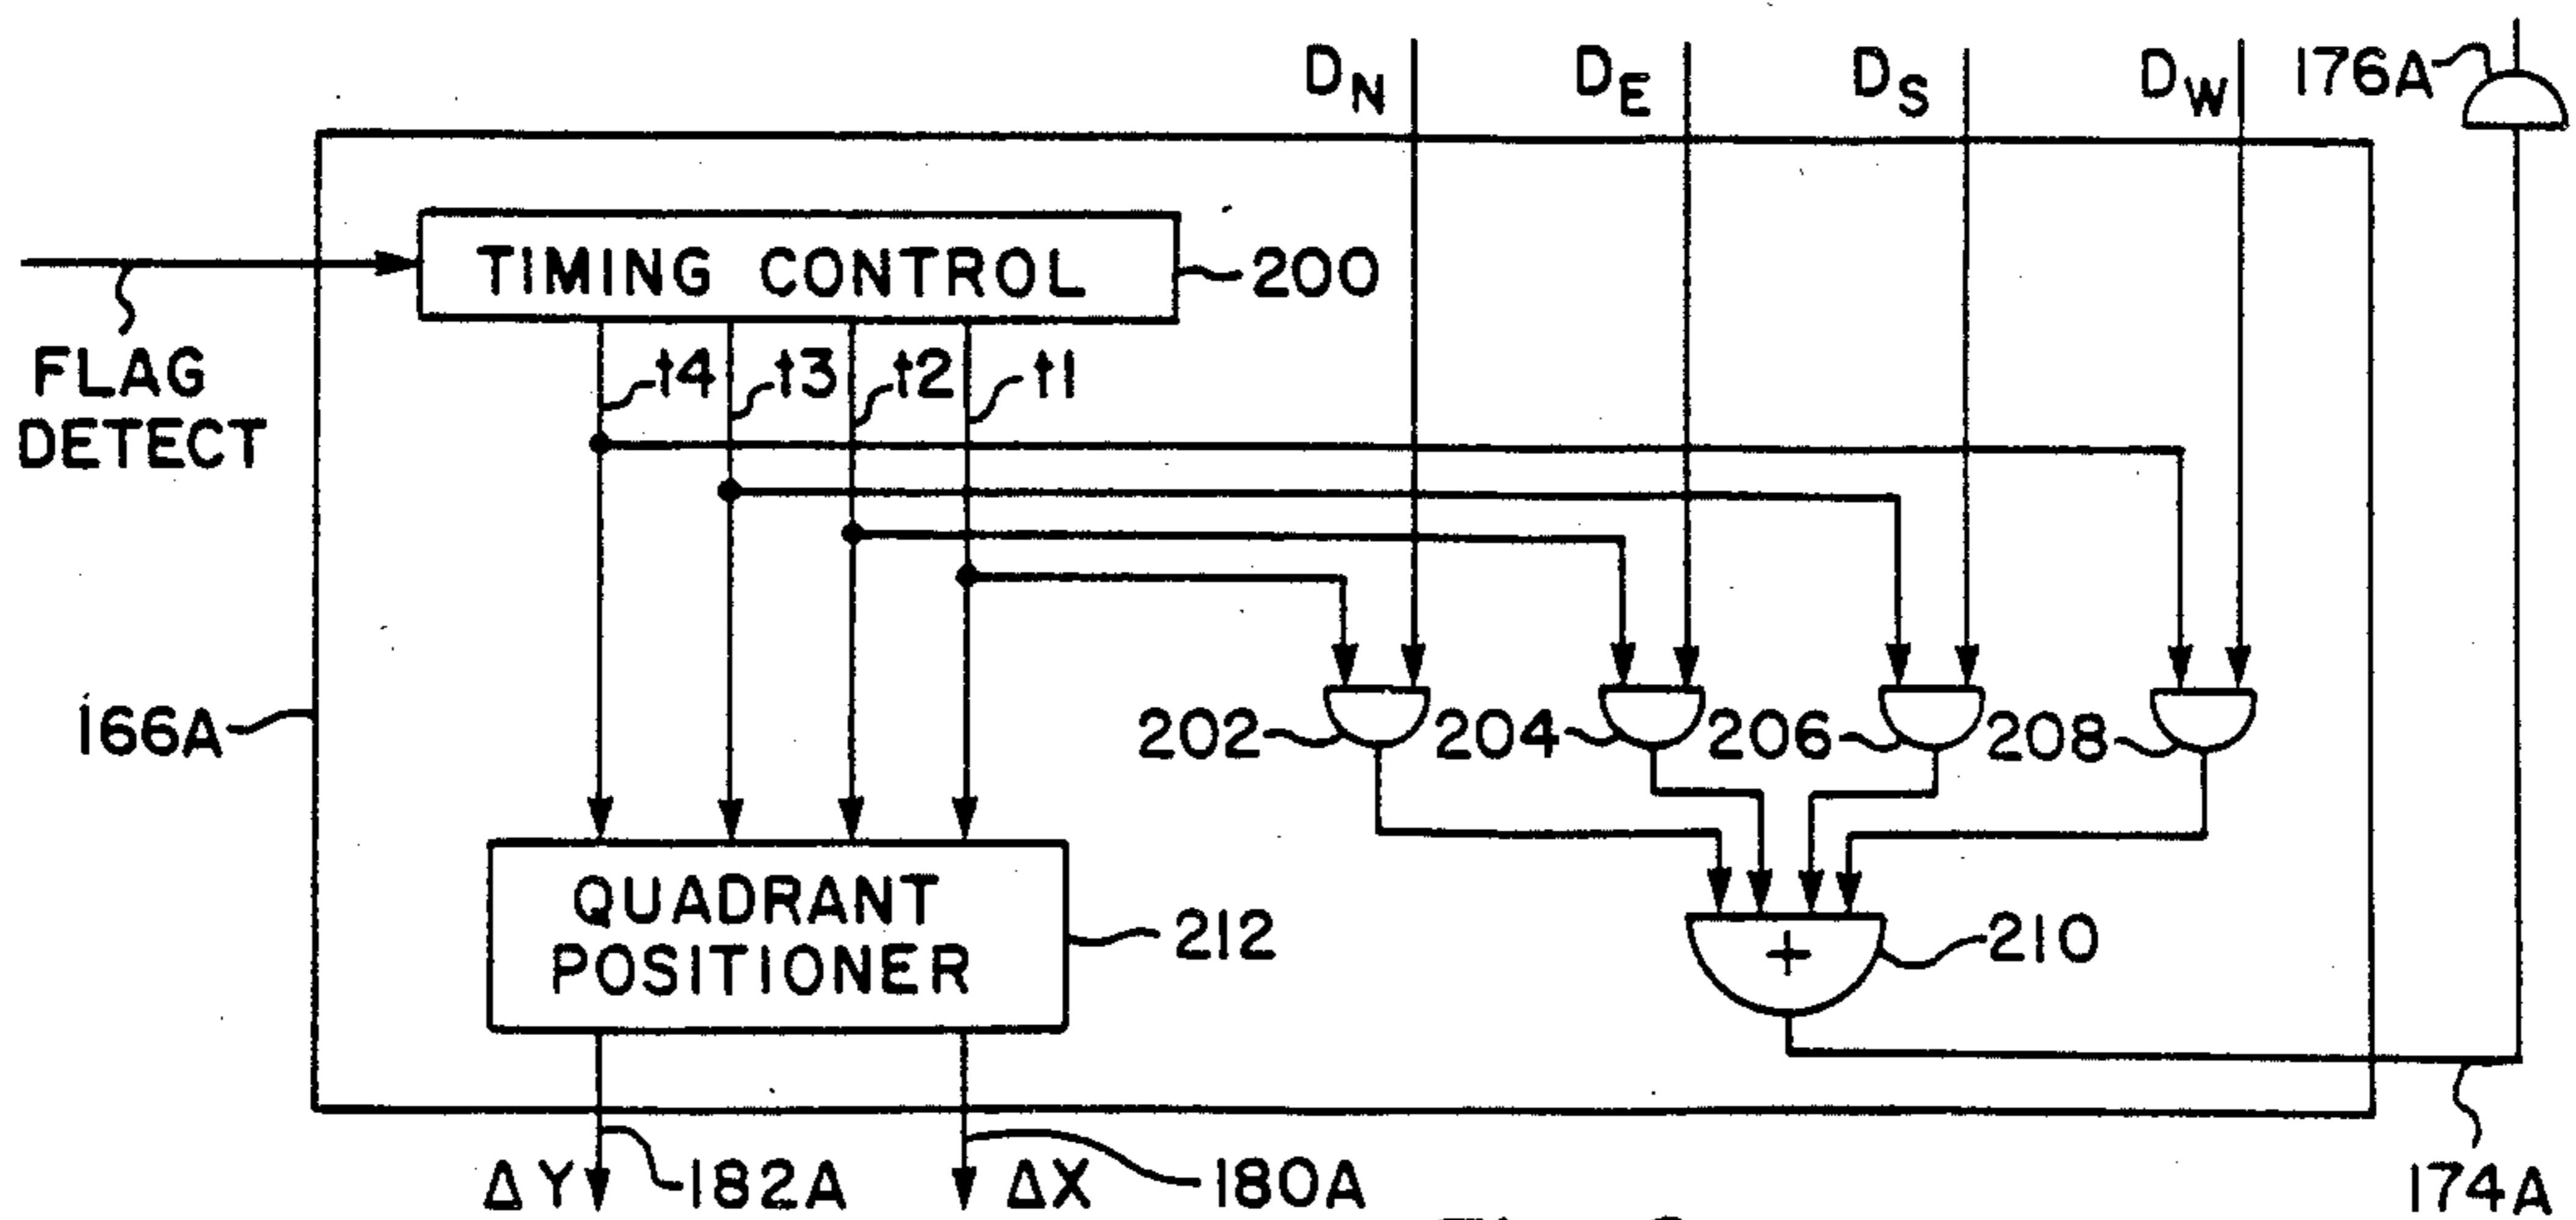 D_N
D_E
D_S
D_W
176A
TIMING CONTROL
200
FLAG
DETECT
t4
t3
t2
t1
166A
202
204
206
208
QUADRANT
POSITIONER
212
+
210
ΔY
182A
ΔX
180A
174A